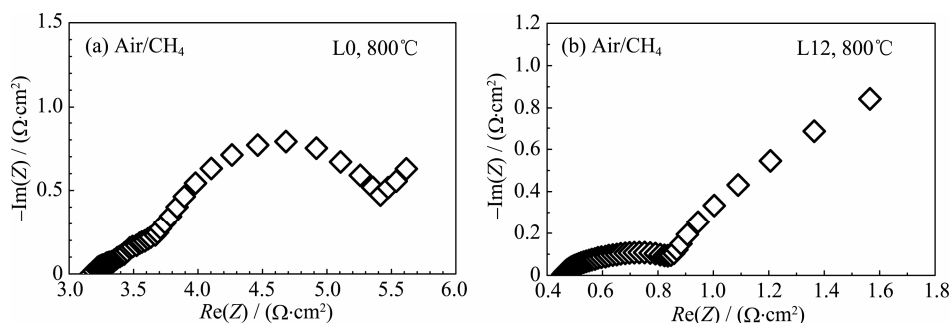 (a) Air/CH₄ L0, 800℃
1.5
1.0
0.5
0
–Im(Z) / (Ω·cm²)
3.0 3.5 4.0 4.5 5.0 5.5 6.0
Re(Z) / (Ω·cm²)
(b) Air/CH₄ L12, 800℃
1.2
1.0
0.8
0.6
0.4
0.2
0
–Im(Z) / (Ω·cm²)
0.4 0.6 0.8 1.0 1.2 1.4 1.6 1.8
Re(Z) / (Ω·cm²)